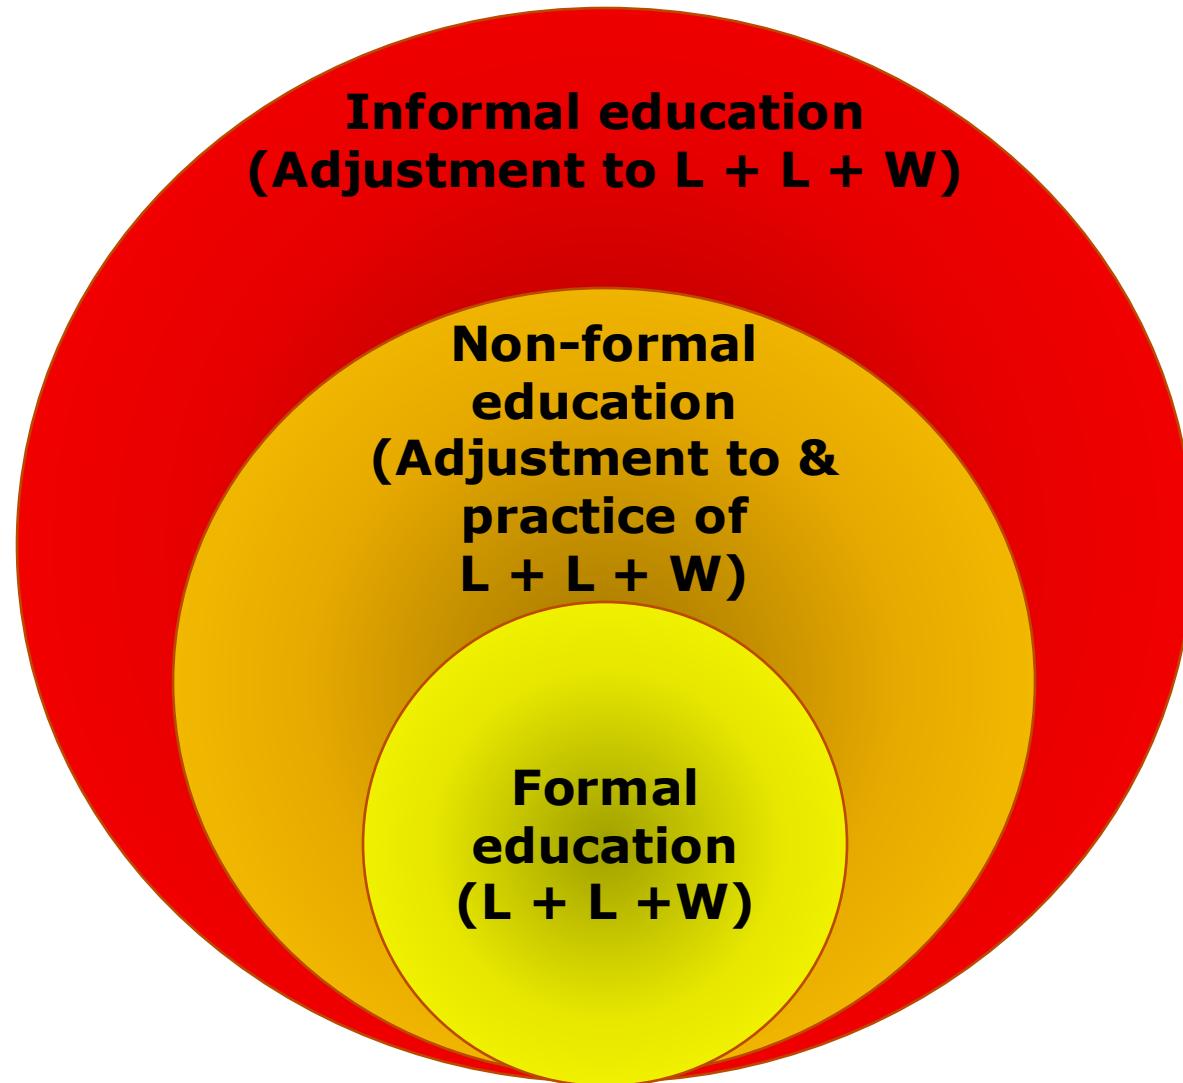 Informal education
(Adjustment to L + L + W)
Non-formal
education
(Adjustment to &
practice of
L + L + W)
Formal
education
(L + L +W)